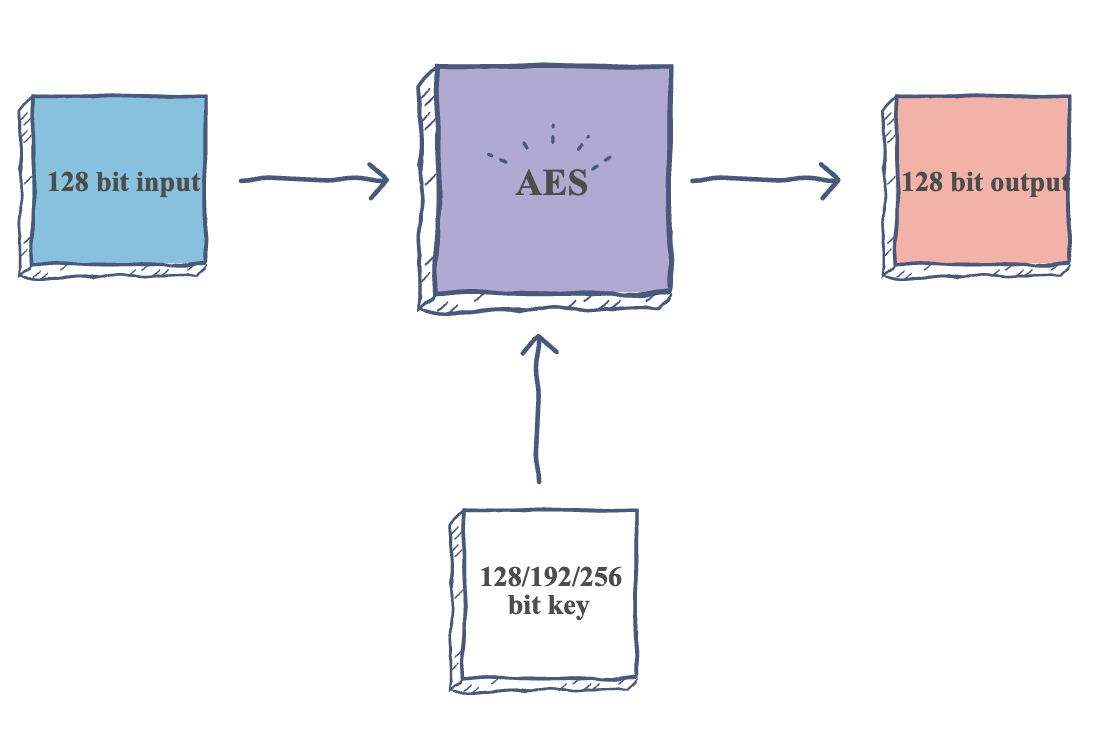 128 bit input
AES
128 bit output
128/192/256
bit key